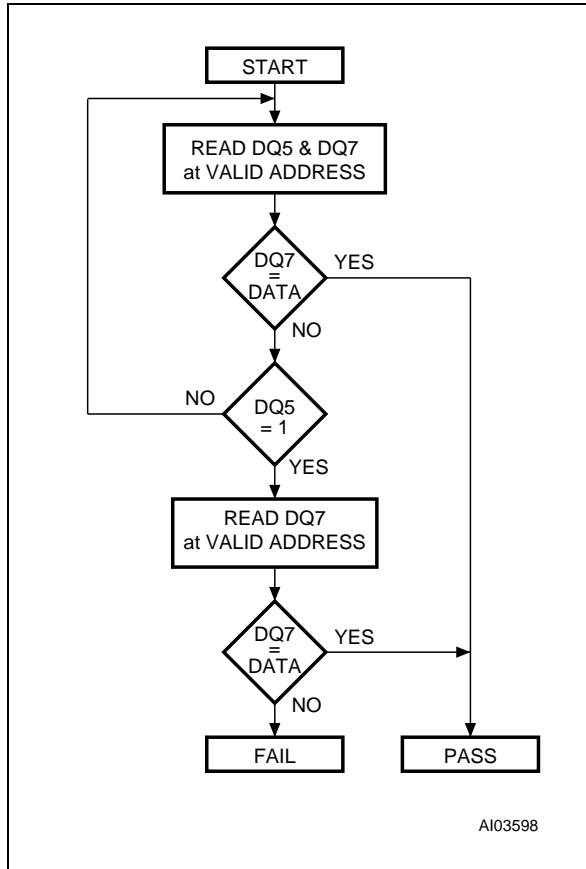 START
READ DQ5 & DQ7
at VALID ADDRESS
DQ7
=
DATA
YES
NO
DQ5
= 1
NO
YES
READ DQ7
at VALID ADDRESS
DQ7
=
DATA
YES
NO
FAIL
PASS
AI03598